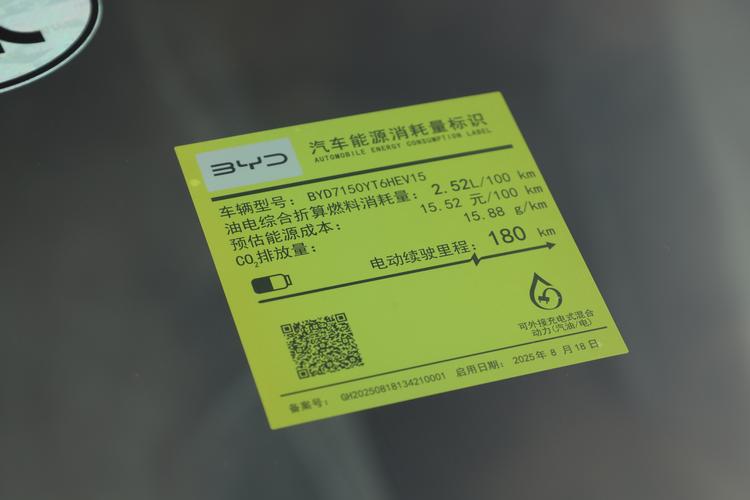 BYD
汽车能源消耗量标识
AUTOMOBILE ENERGY CONSUMPTION LABEL
车辆型号: BYD7150YT6HEV15
油电综合折算燃料消耗量: 2.52L/100 km
预估能源成本: 15.52 元/100 km
CO₂排放量: 15.88 g/km
电动续驶里程: 180 km
可外接充电式混合
动力(汽油/电)
备案号: GH20250818134210001 启用日期: 2025年 8 月 18 日